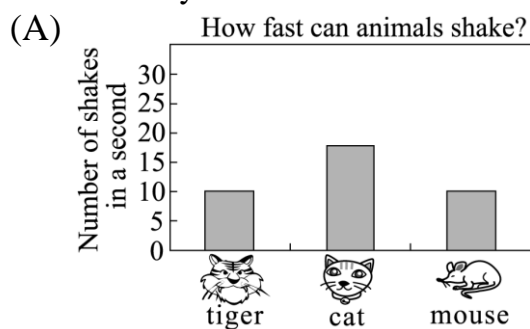 (A)
How fast can animals shake?
Number of shakes
in a second
30
25
20
15
10
5
0
tiger
cat
mouse